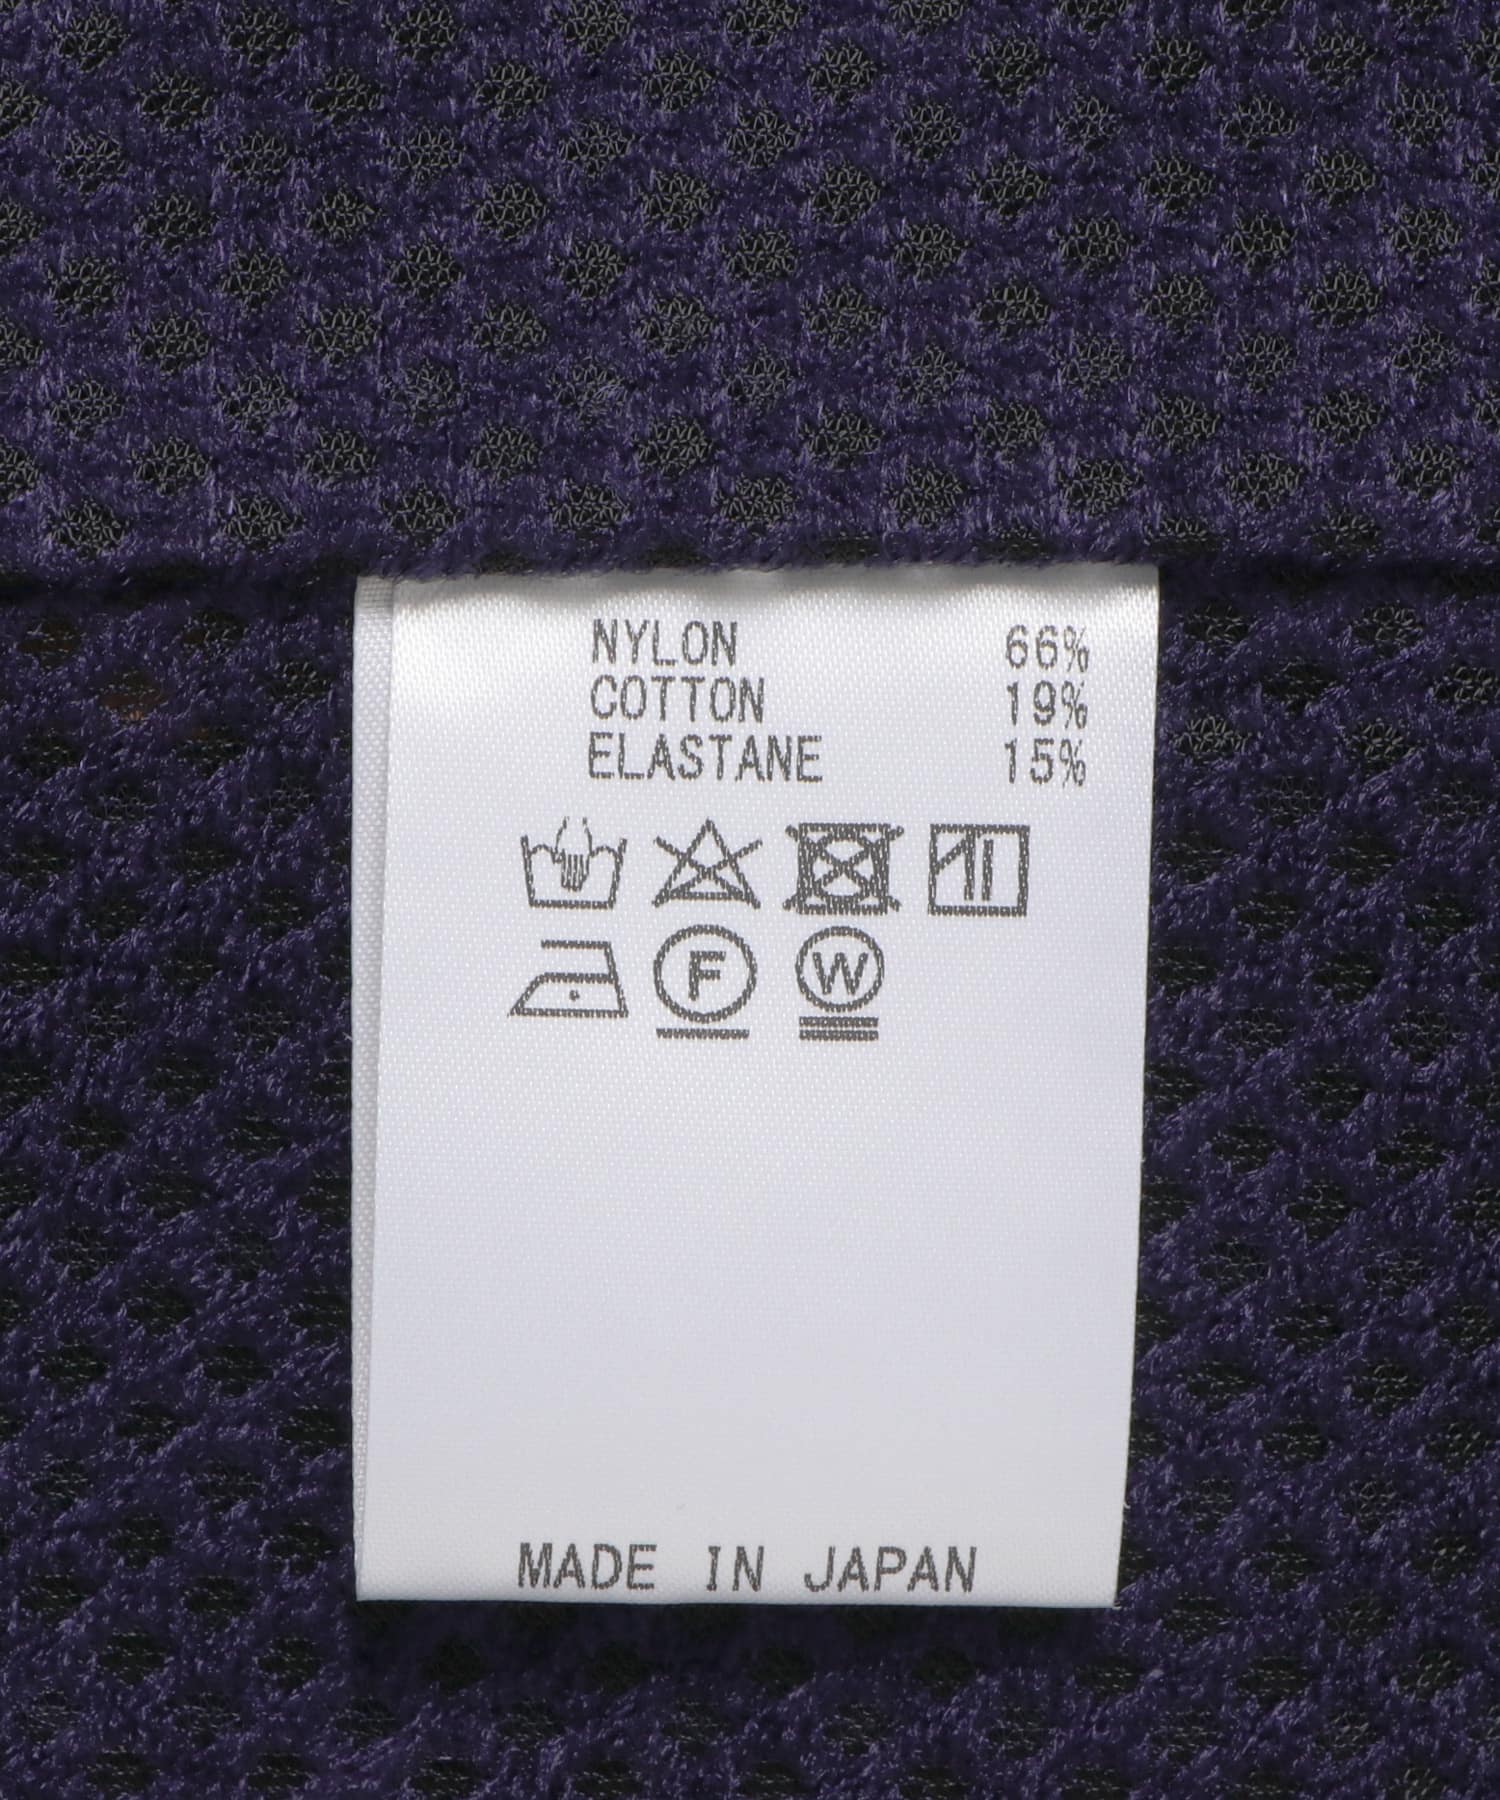 NYLON 66%
COTTON 19%
ELASTANE 15%
F W
MADE IN JAPAN